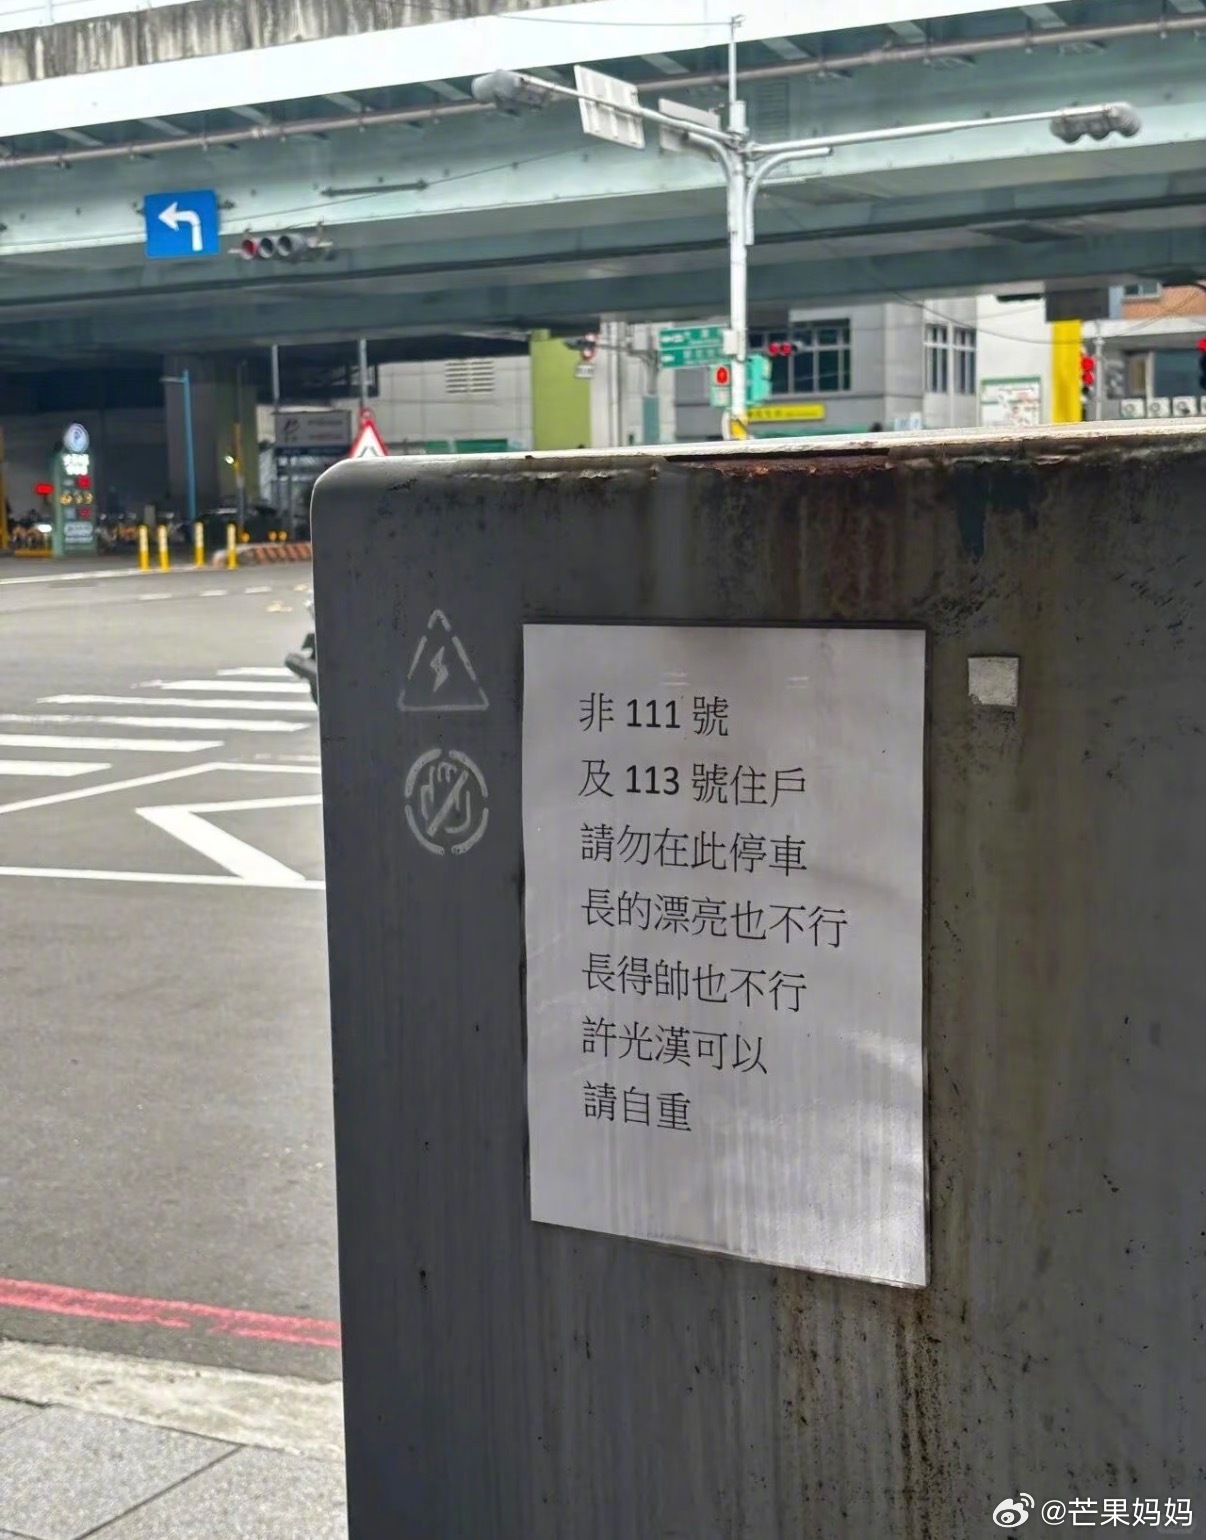 非 111 號
及 113 號住戶
請勿在此停車
長的漂亮也不行
長得帥也不行
許光漢可以
請自重
@芒果妈妈